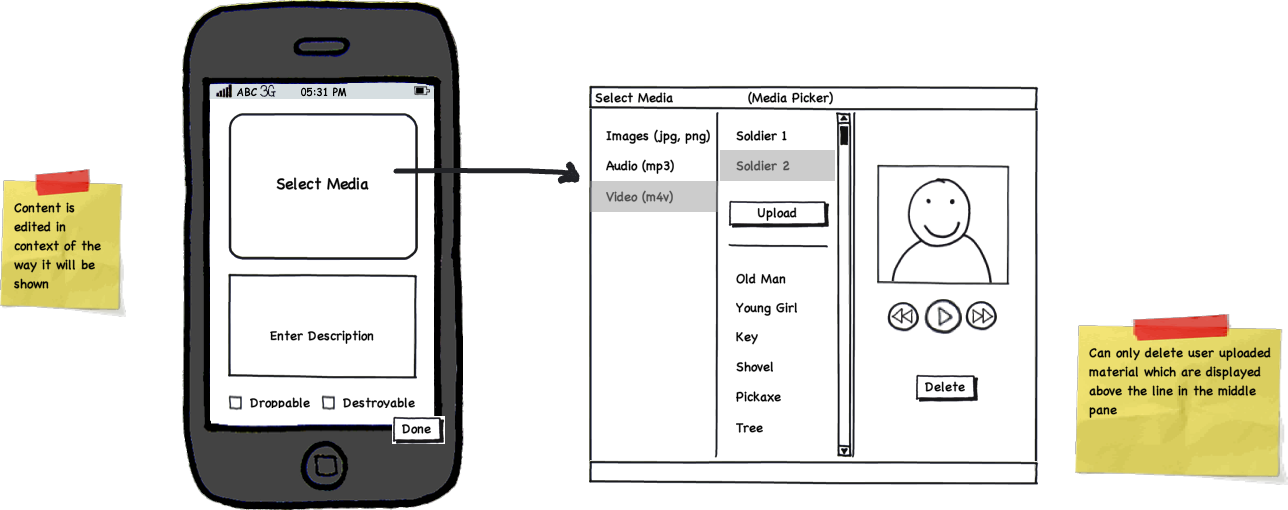 Content is
edited in
context of the
way it will be
shown
ABC 3G 05:31 PM
Select Media
Enter Description
Droppable Destroyable
Done
Select Media (Media Picker)
Images (jpg, png)
Audio (mp3)
Video (m4v)
Soldier 1
Soldier 2
Upload
Old Man
Young Girl
Key
Shovel
Pickaxe
Tree
Delete
Can only delete user uploaded
material which are displayed
above the line in the middle
pane